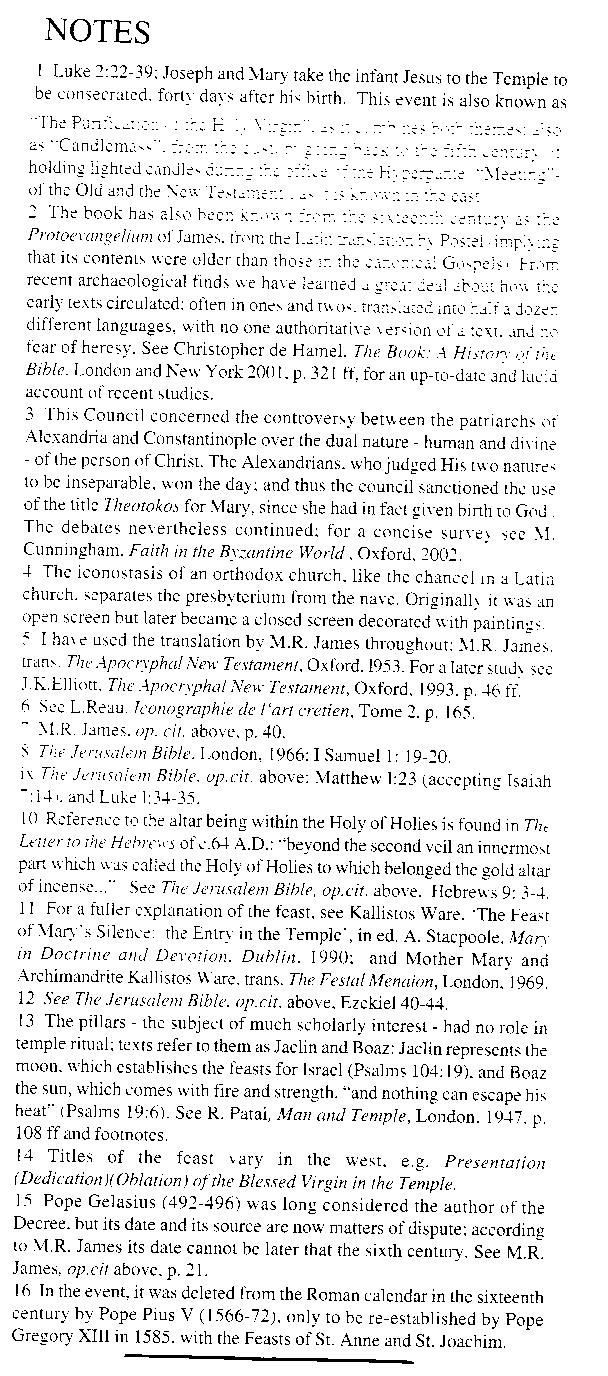 NOTES
1 Luke 2:22-39; Joseph and Mary take the infant Jesus to the Temple to
be consecrated, forty days after his birth. This event is also known as
"The Purification of the Holy Virgin", as it combines both themes; also
as "Candlemass", from the custom going back to the fifth century of
holding lighted candles during the office of the Hypapante "Meeting"-
of the Old and the New Testament, as it is known in the east
2 The book has also been known from the sixteenth century as the
Protoevangelium of James, from the Latin translation by Postel (implying
that its contents were older than those in the canonical Gospels). From
recent archaeological finds we have learned a great deal about how the
early texts circulated; often in ones and twos, translated into half a dozen
different languages, with no one authoritative version of a text, and no
fear of heresy. See Christopher de Hamel, The Book: A History of the
Bible, London and New York 2001, p. 321 ff, for an up-to-date and lucid
account of recent studies.
3 This Council concerned the controversy between the patriarchs of
Alexandria and Constantinople over the dual nature - human and divine
- of the person of Christ. The Alexandrians, who judged His two natures
to be inseparable, won the day; and thus the council sanctioned the use
of the title Theotokos for Mary, since she had in fact given birth to God .
The debates nevertheless continued; for a concise survey see M.
Cunningham, Faith in the Byzantine World , Oxford, 2002.
4 The iconostasis of an orthodox church, like the chancel in a Latin
church, separates the presbyterium from the nave. Originally it was an
open screen but later became a closed screen decorated with paintings.
5 I have used the translation by M.R. James throughout: M.R. James,
trans. The Apocryphal New Testament, Oxford, 1953. For a later study see
J.K.Elliott, The Apocryphal New Testament, Oxford, 1993, p. 46 ff.
6 See L.Reau, Iconographie de l'art cretien, Tome 2, p. 165.
7 M.R. James, op. cit. above, p. 40.
8 The Jerusalem Bible, London, 1966: I Samuel 1: 19-20.
ix The Jerusalem Bible, op.cit. above: Matthew 1:23 (accepting Isaiah
7:14), and Luke 1:34-35.
10 Reference to the altar being within the Holy of Holies is found in The
Letter to the Hebrews of c.64 A.D.: "beyond the second veil an innermost
part which was called the Holy of Holies to which belonged the gold altar
of incense..." See The Jerusalem Bible, op.cit. above, Hebrews 9: 3-4.
11 For a fuller explanation of the feast, see Kallistos Ware, 'The Feast
of Mary's Silence: the Entry in the Temple', in ed. A. Stacpoole, Mary
in Doctrine and Devotion, Dublin, 1990; and Mother Mary and
Archimandrite Kallistos Ware, trans. The Festal Menaion, London, 1969.
12 See The Jerusalem Bible, op.cit. above, Ezekiel 40-44.
13 The pillars - the subject of much scholarly interest - had no role in
temple ritual; texts refer to them as Jaclin and Boaz: Jaclin represents the
moon, which establishes the feasts for Israel (Psalms 104:19), and Boaz
the sun, which comes with fire and strength, "and nothing can escape his
heat" (Psalms 19:6). See R. Patai, Man and Temple, London, 1947, p.
108 ff and footnotes.
14 Titles of the feast vary in the west, e.g. Presentation
(Dedication)(Oblation) of the Blessed Virgin in the Temple.
15 Pope Gelasius (492-496) was long considered the author of the
Decree, but its date and its source are now matters of dispute; according
to M.R. James its date cannot be later that the sixth century. See M.R.
James, op.cit above, p. 21.
16 In the event, it was deleted from the Roman calendar in the sixteenth
century by Pope Pius V (1566-72), only to be re-established by Pope
Gregory XIII in 1585, with the Feasts of St. Anne and St. Joachim.